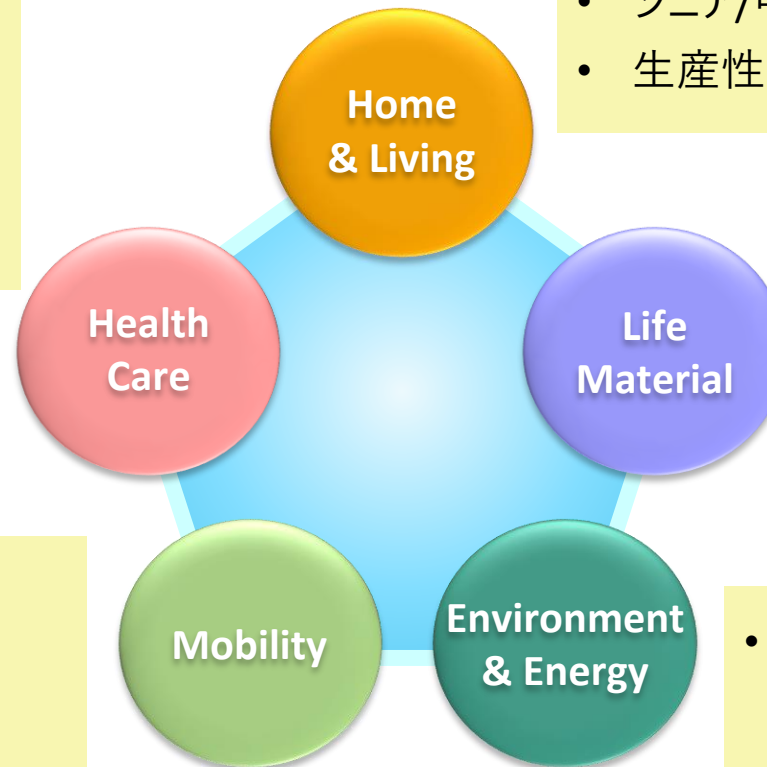 Home
& Living
生産性
Health
Care
Life
Material
Mobility
Environment
& Energy